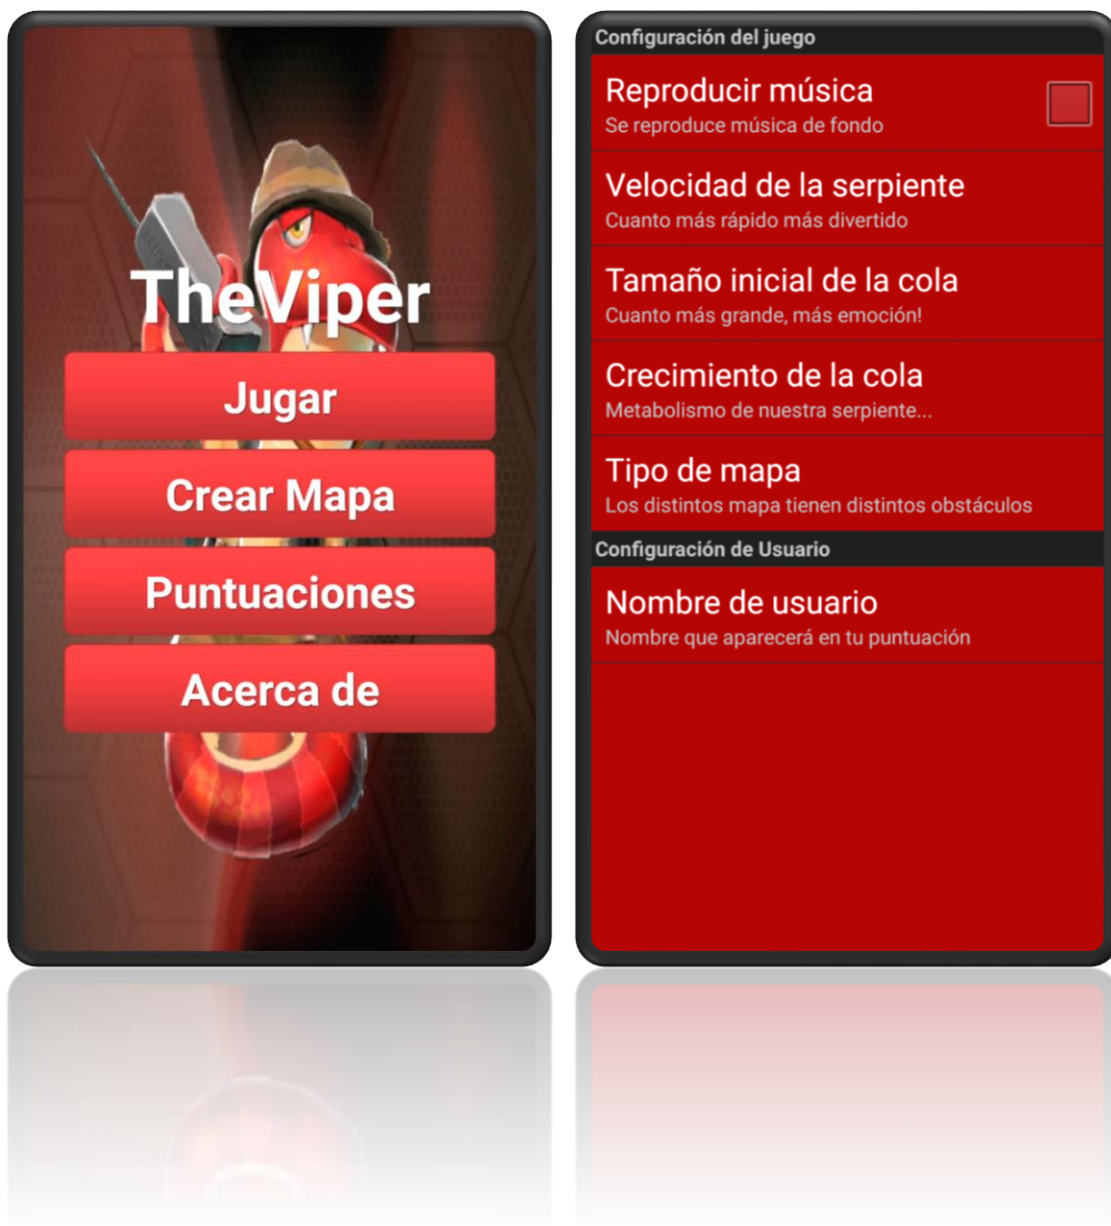 TheViper
Jugar
Crear Mapa
Puntuaciones
Acerca de
Configuración del juego
Reproducir música
Se reproduce música de fondo
Velocidad de la serpiente
Cuanto más rápido más divertido
Tamaño inicial de la cola
Cuanto más grande, más emoción!
Crecimiento de la cola
Metabolismo de nuestra serpiente...
Tipo de mapa
Los distintos mapa tienen distintos obstáculos
Configuración de Usuario
Nombre de usuario
Nombre que aparecerá en tu puntuación